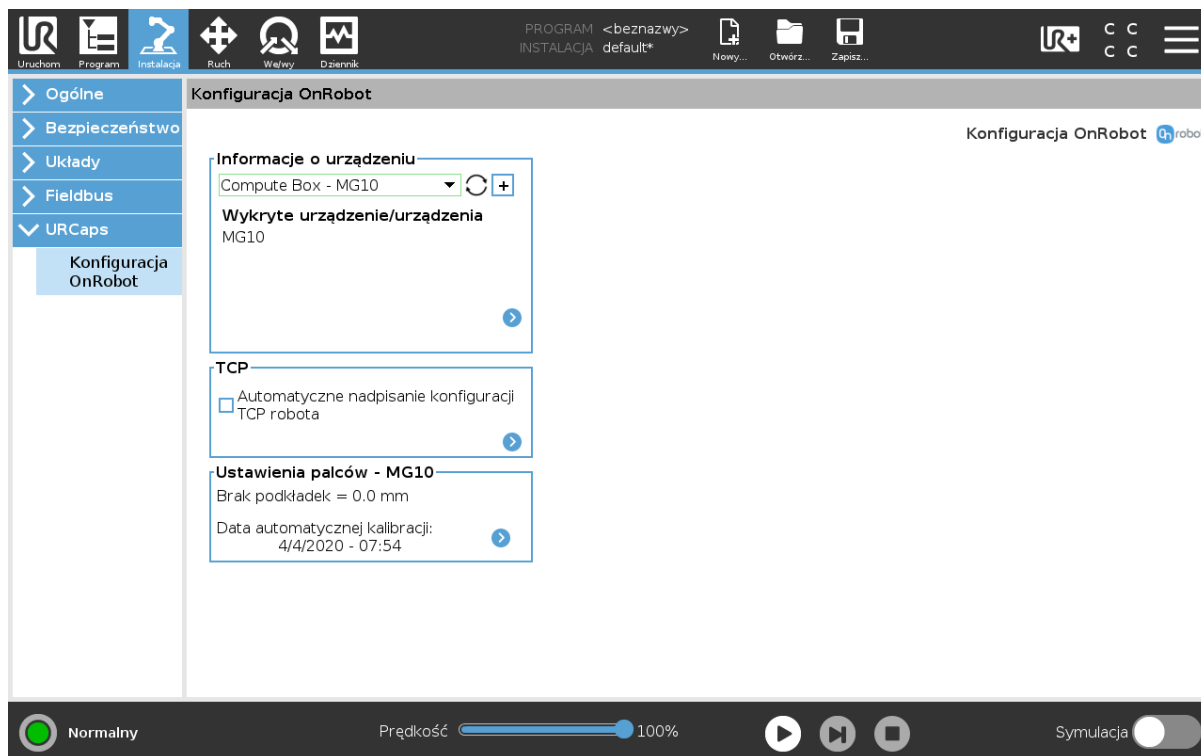 PROGRAM <beznazwy>
INSTALACJA default*
Uruchom Program Instalacja Ruch We/wy Dziennik Nowy... Otwórz... Zapisz...
UR+
C C
C C
Ogólne
Bezpieczeństwo
Układy
Fieldbus
URCaps
Konfiguracja
OnRobot
Konfiguracja OnRobot
Konfiguracja OnRobot
Informacje o urządzeniu
Compute Box - MG10
Wykryte urządzenie/urządzenia
MG10
TCP
Automatyczne nadpisanie konfiguracji
TCP robota
Ustawienia palców - MG10
Brak podkładek = 0.0 mm
Data automatycznej kalibracji:
4/4/2020 - 07:54
Normalny
Prędkość 100%
Symulacja